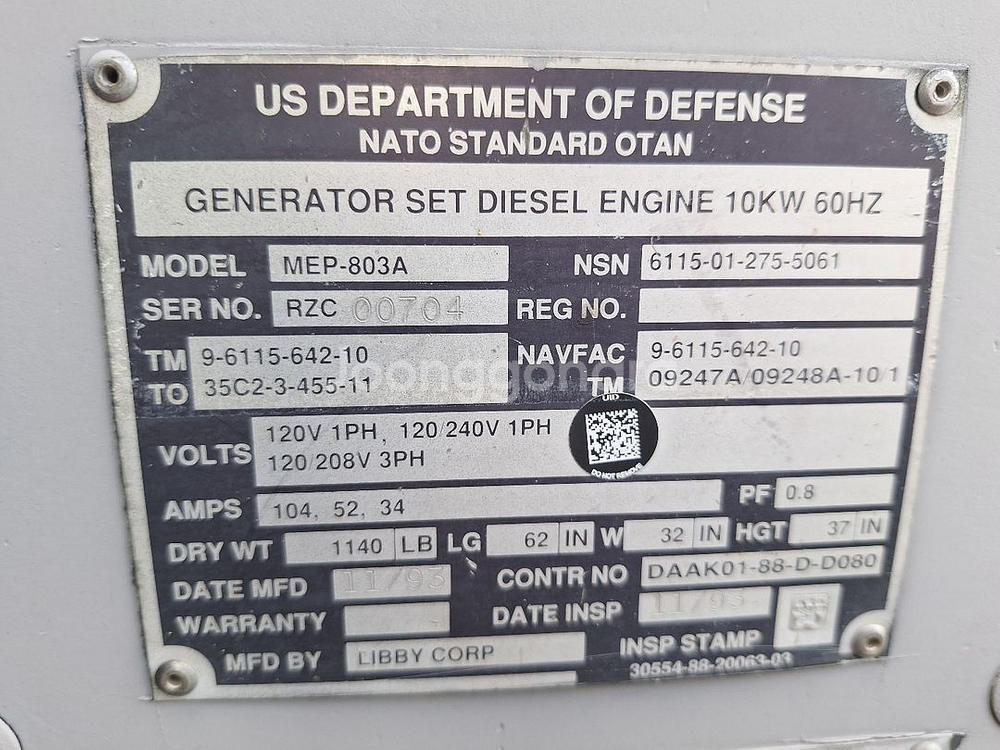 US DEPARTMENT OF DEFENSE
NATO STANDARD OTAN
GENERATOR SET DIESEL ENGINE 10KW 60HZ
MODEL MEP-803A NSN 6115-01-275-5061
SER NO. RZC 00704 REG NO.
TM 9-6115-642-10 NAVFAC 9-6115-642-10
TO 35C2-3-455-11 TM 09247A/09248A-10/1
UID
VOLTS 120V 1PH, 120/240V 1PH
120/208V 3PH
DO NOT REMOVE
AMPS 104, 52, 34 PF 0.8
DRY WT 1140 LB LG 62 IN W 32 IN HGT 37 IN
DATE MFD 11/93 CONTR NO DAAK01-88-D-D080
WARRANTY DATE INSP 11/93
MFD BY LIBBY CORP INSP STAMP
30554-88-20063-03